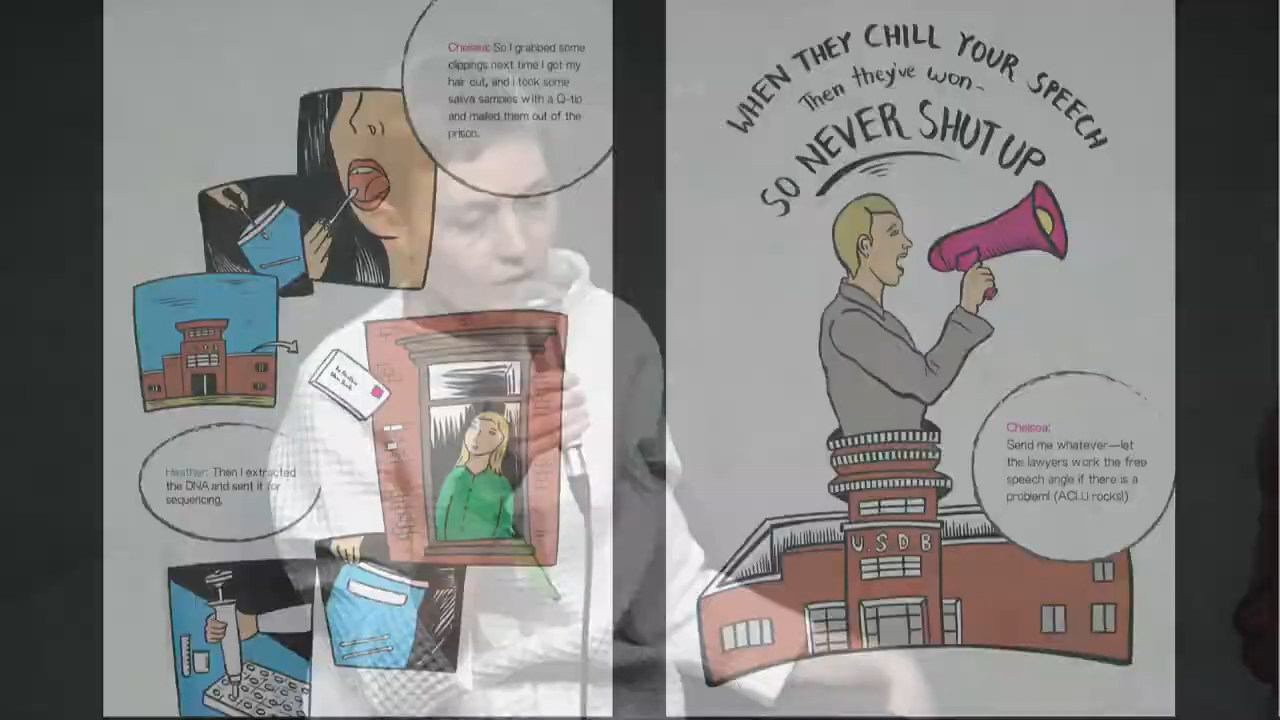 Chelsea: So I grabbed some
clippings next time I got my
hair cut, and I took some
saliva samples with a Q-tip
and mailed them out of the
prison.
Heather: Then I extracted
the DNA and sent it for
sequencing.
WHEN THEY CHILL YOUR SPEECH
Then they've won-
SO NEVER SHUT UP
Chelsea:
Send me whatever—let
the lawyers work the free
speech angle if there is a
problem! (ACLU rocks!)
U.S.D.B